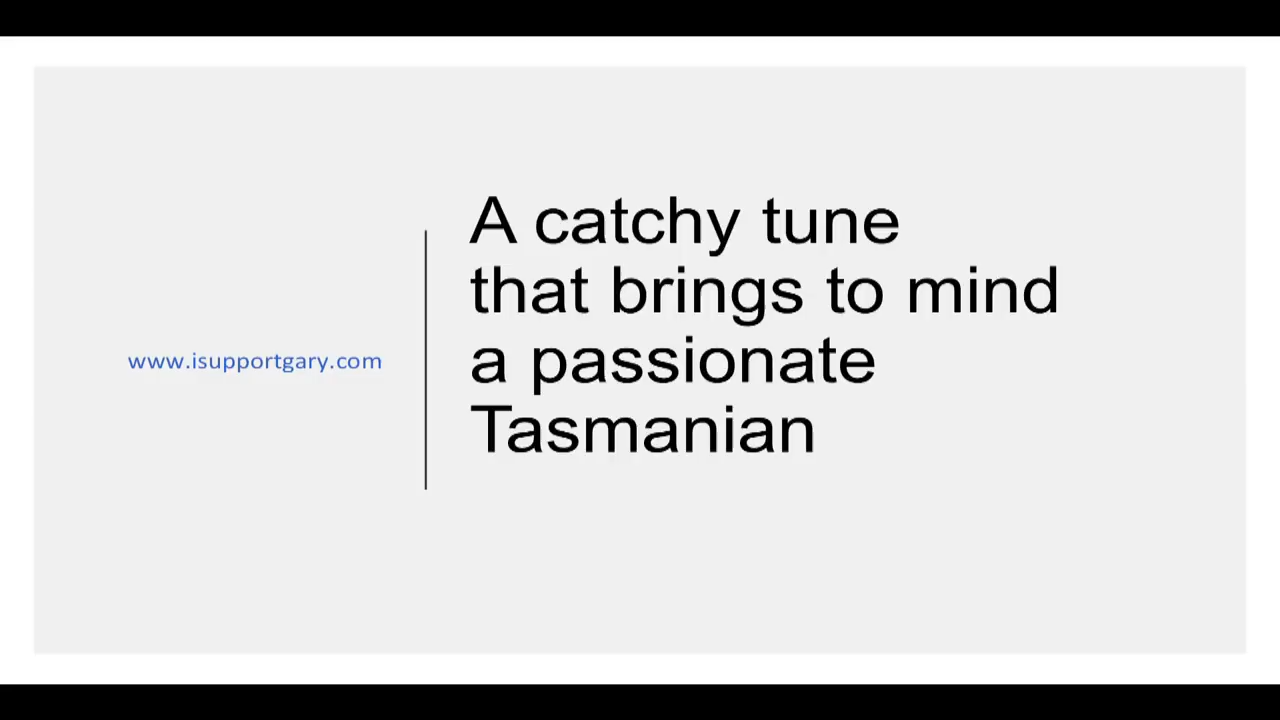 www.isupportgary.com
A catchy tune
that brings to mind
a passionate
Tasmanian